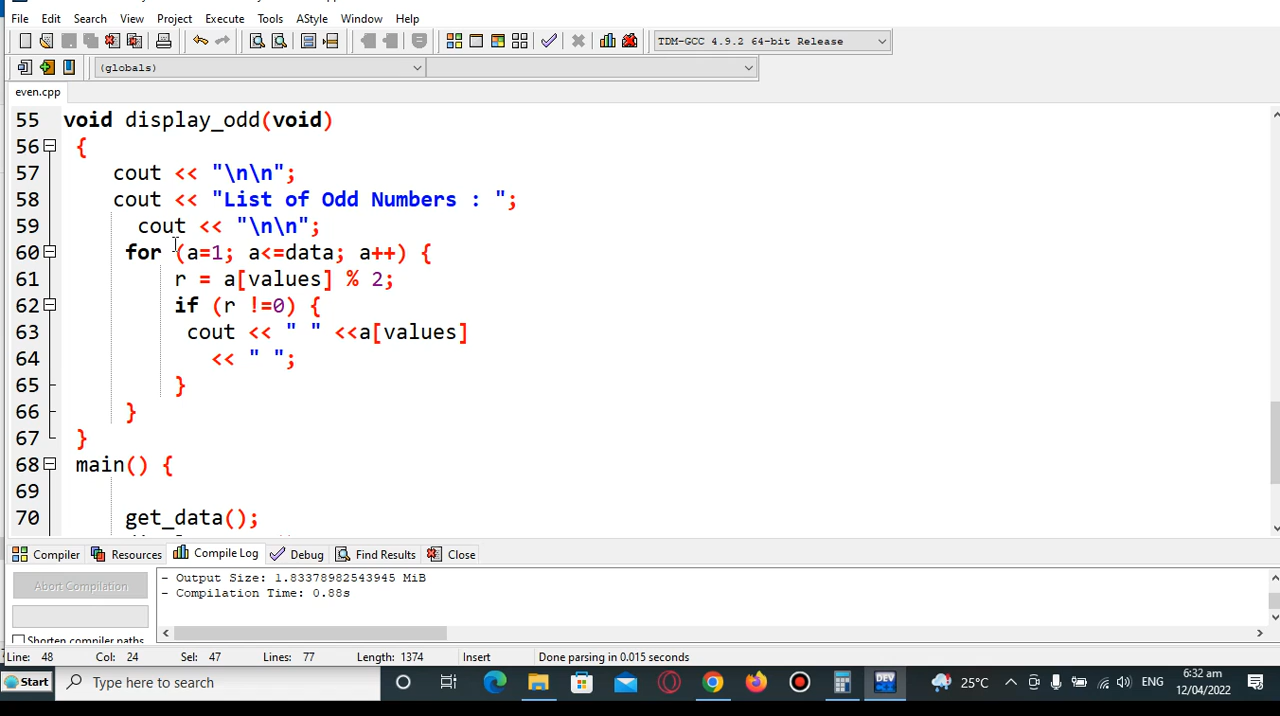 File Edit Search View Project Execute Tools AStyle Window Help
TDM-GCC 4.9.2 64-bit Release
(globals)
even.cpp
55 void display_odd(void)
56 {
57 cout << "\n\n";
58 cout << "List of Odd Numbers : ";
59 cout << "\n\n";
60 for (a=1; a<=data; a++) {
61 r = a[values] % 2;
62 if (r !=0) {
63 cout << " " <<a[values]
64 << " ";
65 }
66 }
67 }
68 main() {
69
70 get_data();
Compiler Resources Compile Log Debug Find Results Close
Abort Compilation
- Output Size: 1.83378982543945 MiB
- Compilation Time: 0.88s
Shorten compiler paths
Line: 48 Col: 24 Sel: 47 Lines: 77 Length: 1374 Insert Done parsing in 0.015 seconds
Start Type here to search DEV 25°C ENG 6:32 am
12/04/2022